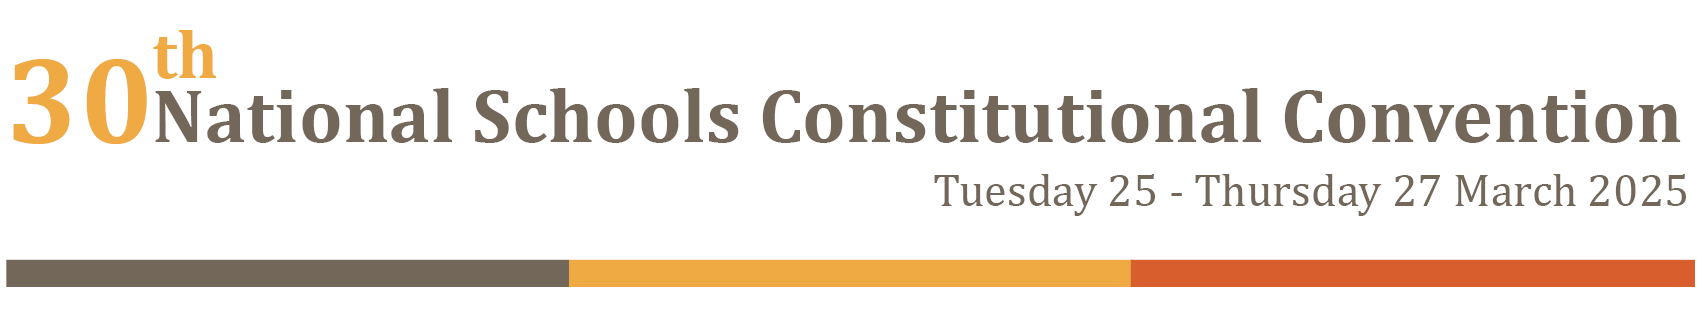 30th National Schools Constitutional Convention
Tuesday 25 - Thursday 27 March 2025